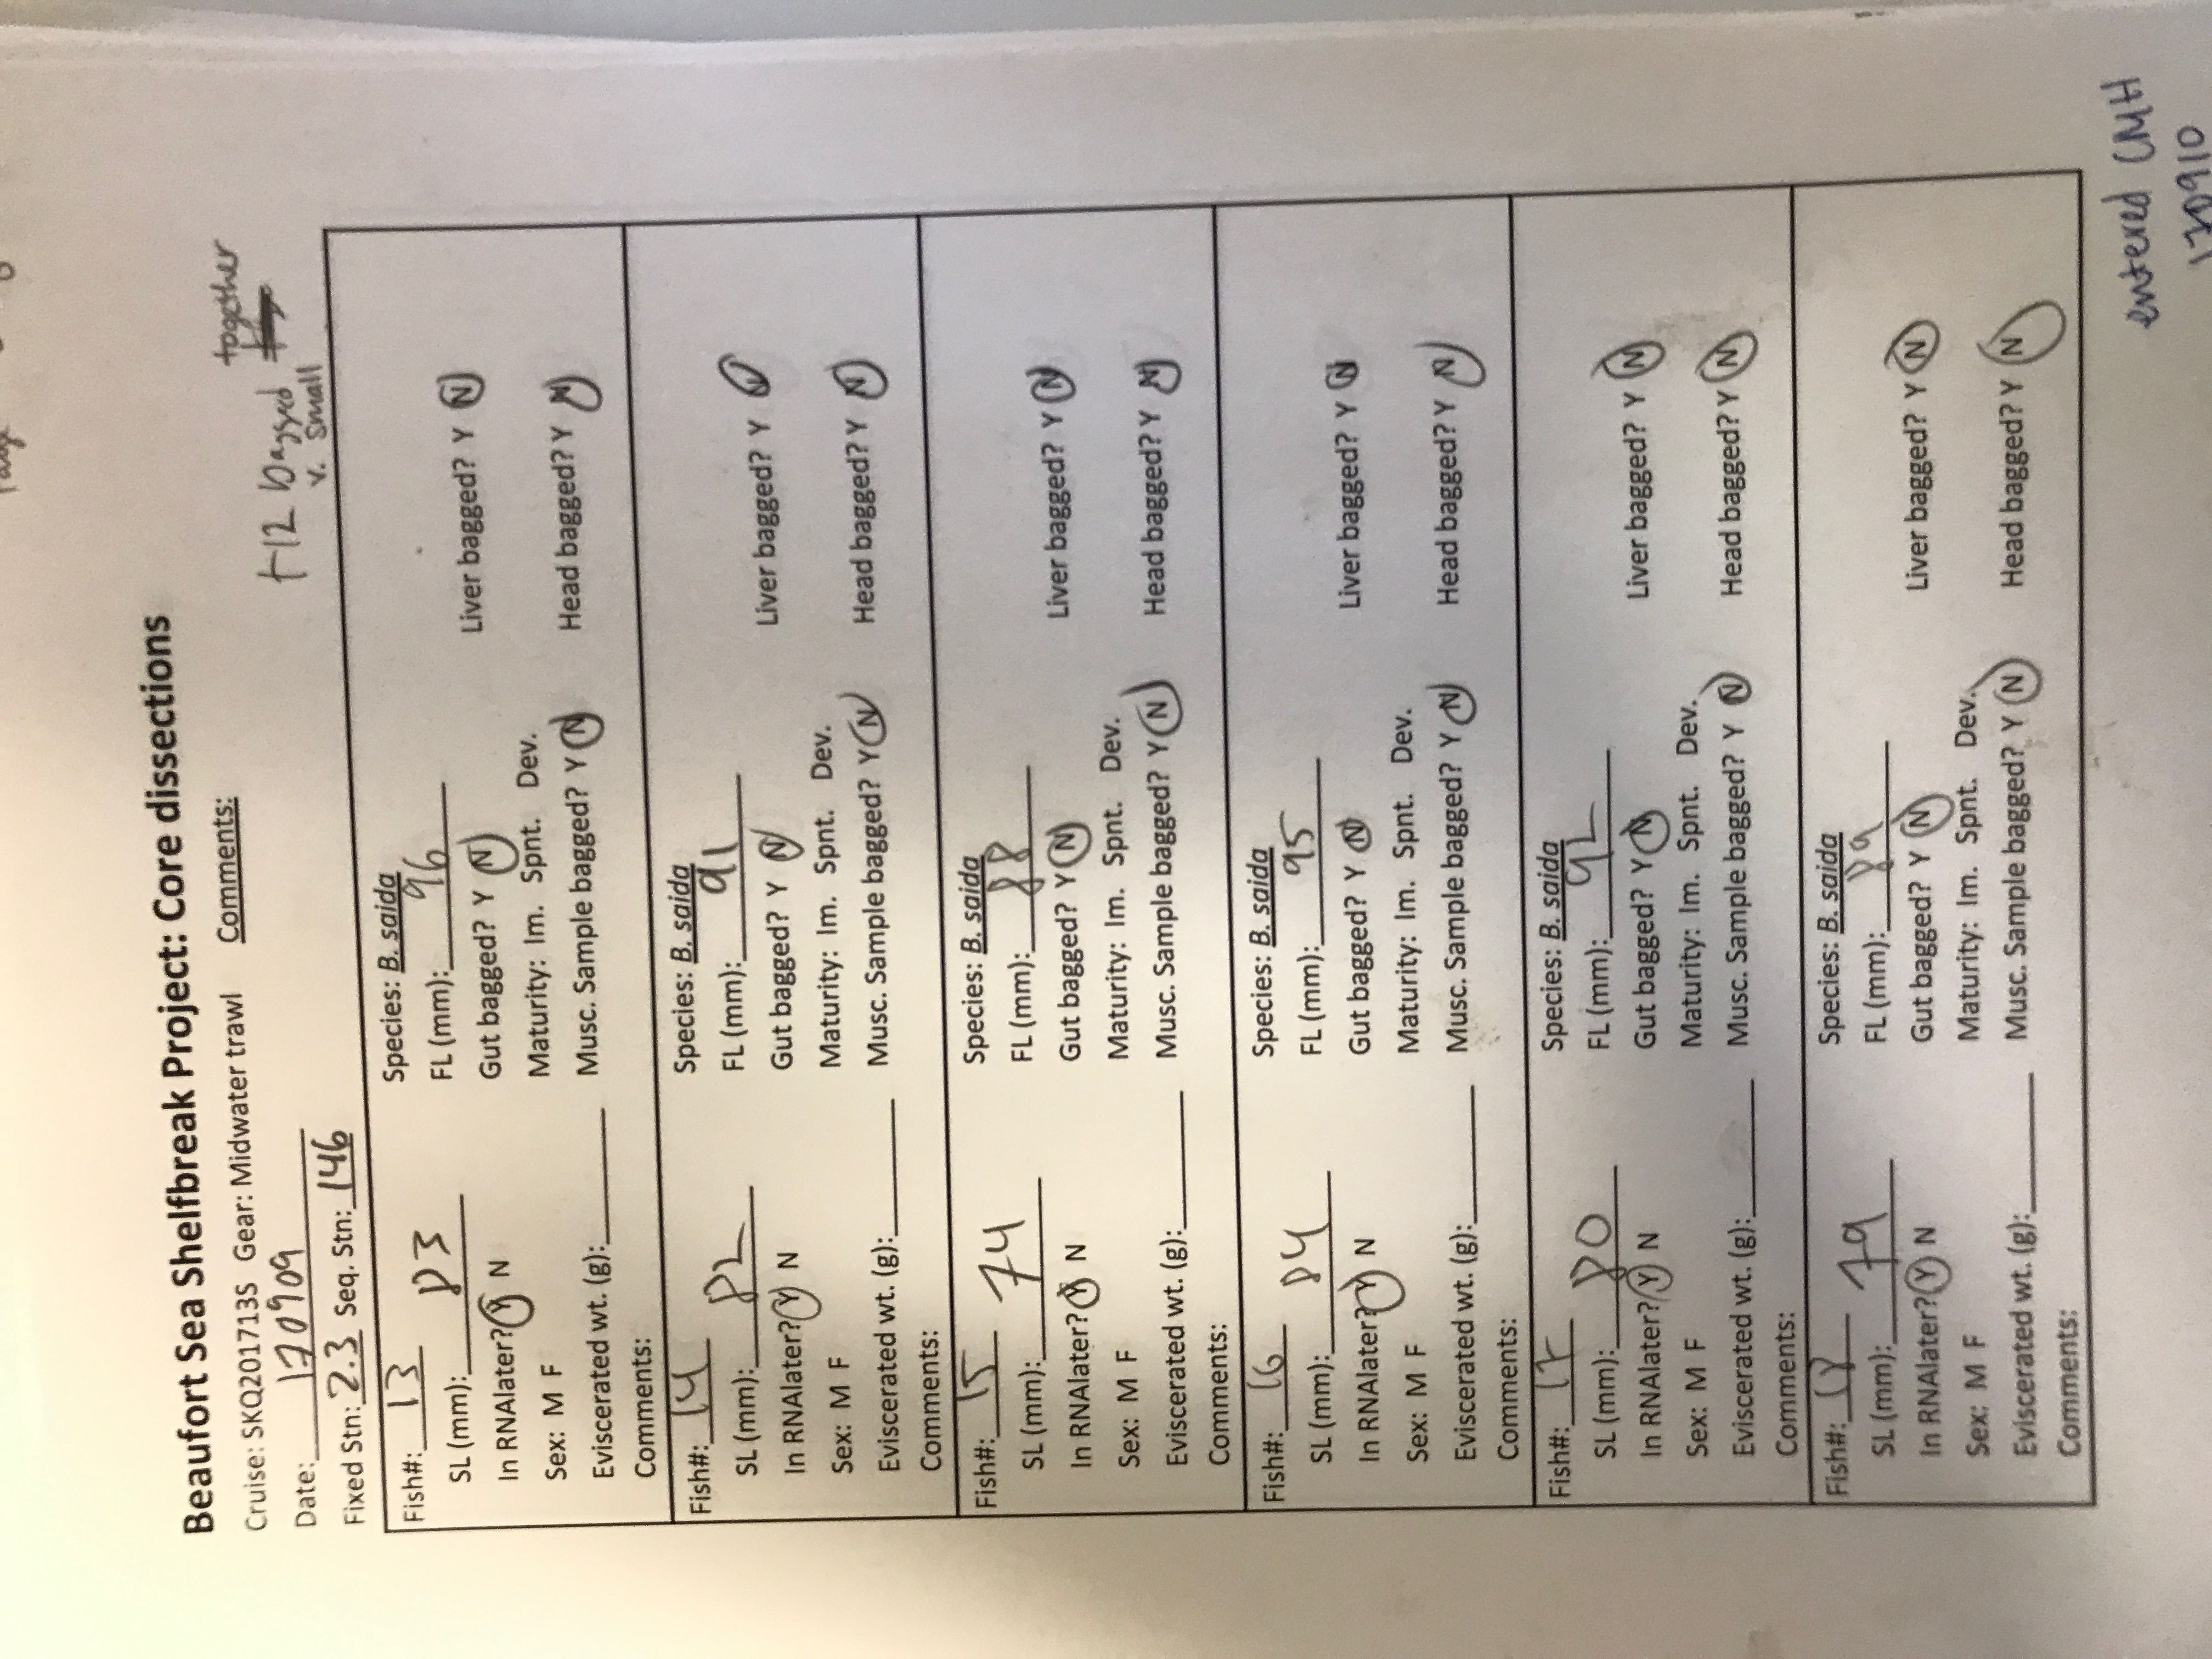 Beaufort Sea Shelfbreak Project: Core dissections
Cruise: SKQ201713S Gear: Midwater trawl Comments:
together
Date: 170909
+12 bagged
v. small
Fixed Stn: 2.3 Seq. Stn: 146
Fish#: 13 Species: B. saida
SL (mm): 83 FL (mm): 96
In RNAlater? Y N Gut bagged? Y N Liver bagged? Y N
Sex: M F Maturity: Im. Spnt. Dev.
Eviscerated wt. (g): Musc. Sample bagged? Y N Head bagged? Y N
Comments:
Fish#: 14 Species: B. saida
SL (mm): 82 FL (mm): 91
In RNAlater? Y N Gut bagged? Y N Liver bagged? Y N
Sex: M F Maturity: Im. Spnt. Dev.
Eviscerated wt. (g): Musc. Sample bagged? Y N Head bagged? Y N
Comments:
Fish#: 15 Species: B. saida
SL (mm): 74 FL (mm): 88
In RNAlater? Y N Gut bagged? Y N Liver bagged? Y N
Sex: M F Maturity: Im. Spnt. Dev.
Eviscerated wt. (g): Musc. Sample bagged? Y N Head bagged? Y N
Comments:
Fish#: 16 Species: B. saida
SL (mm): 84 FL (mm): 95
In RNAlater? Y N Gut bagged? Y N Liver bagged? Y N
Sex: M F Maturity: Im. Spnt. Dev.
Eviscerated wt. (g): Musc. Sample bagged? Y N Head bagged? Y N
Comments:
Fish#: 17 Species: B. saida
SL (mm): 80 FL (mm): 92
In RNAlater? Y N Gut bagged? Y N Liver bagged? Y N
Sex: M F Maturity: Im. Spnt. Dev.
Eviscerated wt. (g): Musc. Sample bagged? Y N Head bagged? Y N
Comments:
Fish#: 18 Species: B. saida
SL (mm): 79 FL (mm): 89
In RNAlater? Y N Gut bagged? Y N Liver bagged? Y N
Sex: M F Maturity: Im. Spnt. Dev.
Eviscerated wt. (g): Musc. Sample bagged? Y N Head bagged? Y N
Comments:
entered CMH
170910